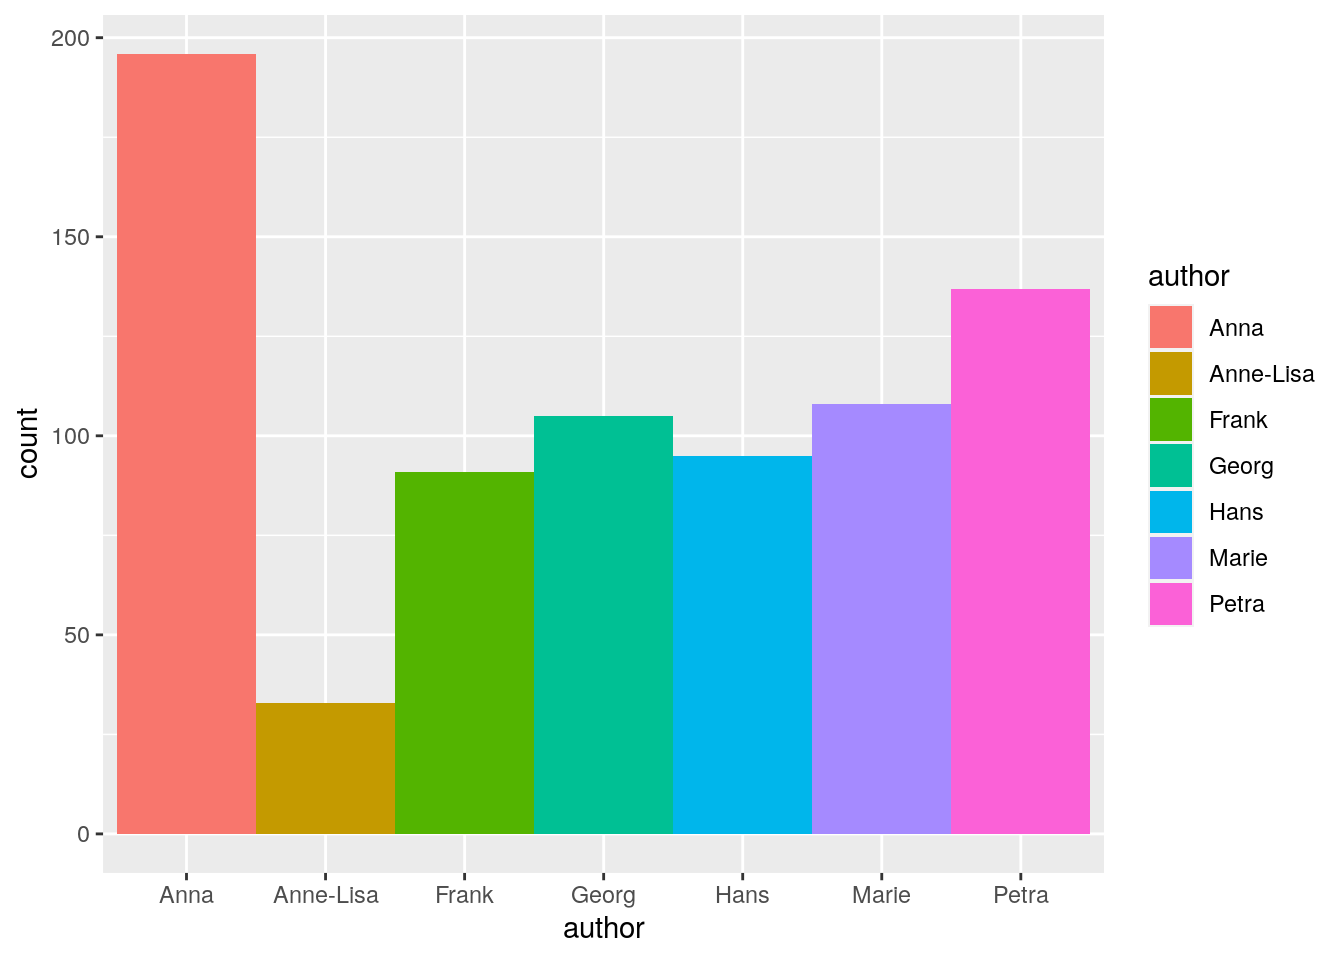 200
150
100
50
0
count
Anna Anne-Lisa Frank Georg Hans Marie Petra
author
author
Anna
Anne-Lisa
Frank
Georg
Hans
Marie
Petra